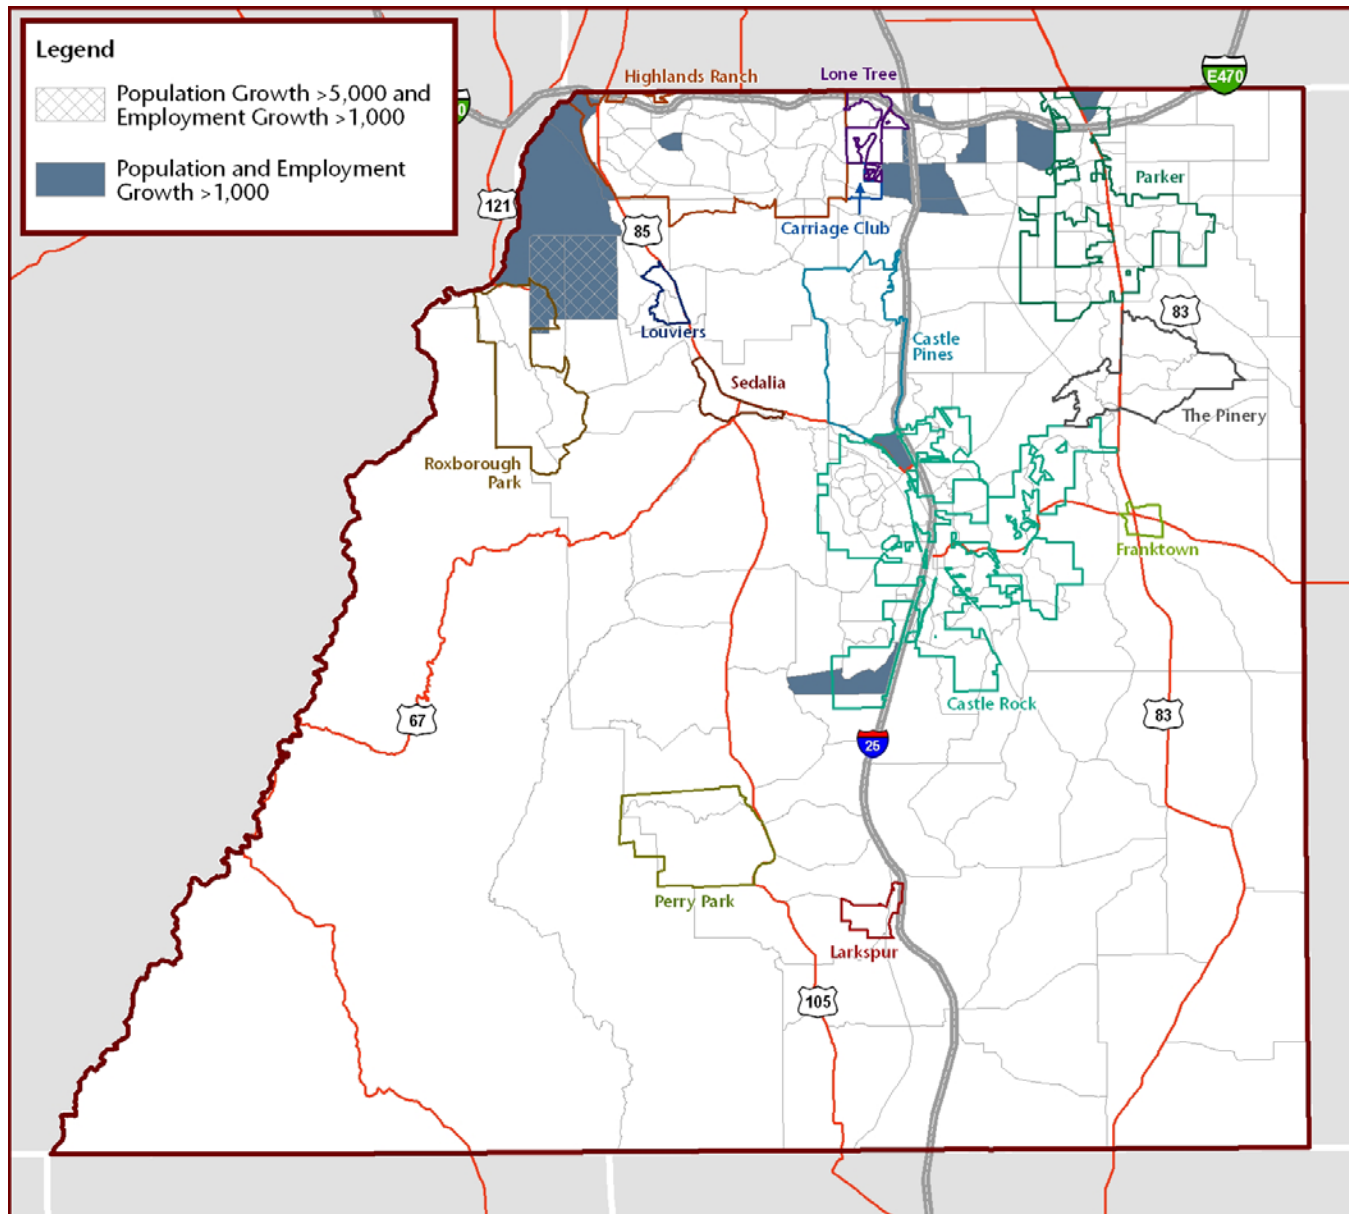 Legend
Population Growth >5,000 and
Employment Growth >1,000
Population and Employment
Growth >1,000
Highlands Ranch
Lone Tree
E470
0
121
85
Parker
Carriage Club
83
Louviers
Castle
Pines
Sedalia
The Pinery
Roxborough
Park
Franktown
67
Castle Rock
83
25
Perry Park
Larkspur
105